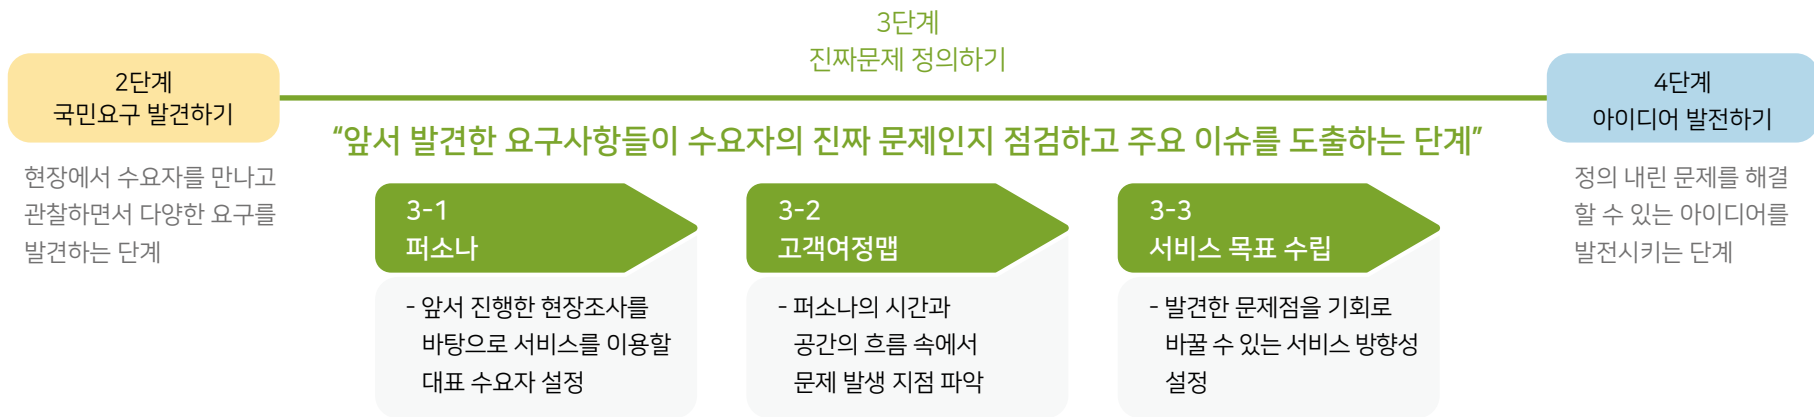 3단계
진짜문제 정의하기
2단계
국민요구 발견하기
현장에서 수요자를 만나고
관찰하면서 다양한 요구를
발견하는 단계
“앞서 발견한 요구사항들이 수요자의 진짜 문제인지 점검하고 주요 이슈를 도출하는 단계”
3-1
퍼소나
- 앞서 진행한 현장조사를
바탕으로 서비스를 이용할
대표 수요자 설정
3-2
고객여정맵
- 퍼소나의 시간과
공간의 흐름 속에서
문제 발생 지점 파악
3-3
서비스 목표 수립
- 발견한 문제점을 기회로
바꿀 수 있는 서비스 방향성
설정
4단계
아이디어 발전하기
정의 내린 문제를 해결
할 수 있는 아이디어를
발전시키는 단계